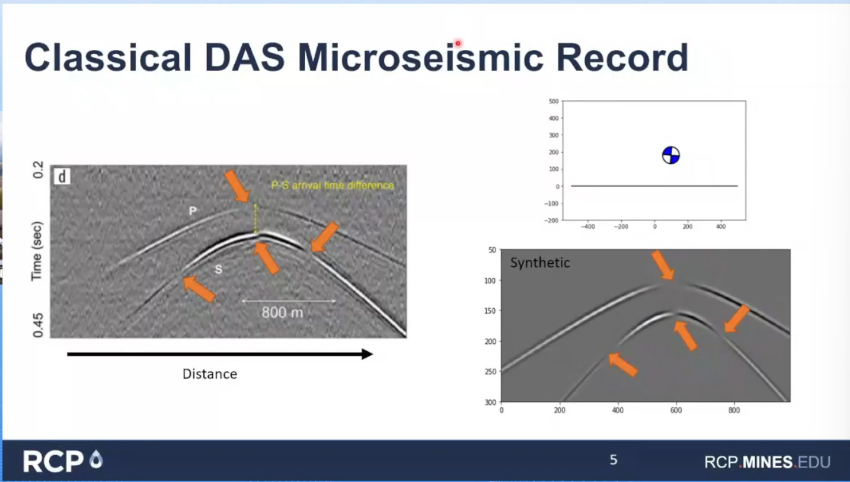 Classical DAS Microseismic Record
0.2
Time (sec)
0.45
d
P-S arrival time difference
P
S
800 m
Distance
500
400
300
200
100
0
−100
−200
−400
−200
0
200
400
Synthetic
50
100
150
200
250
300
0
200
400
600
800
RCP
5
RCP.MINES.EDU